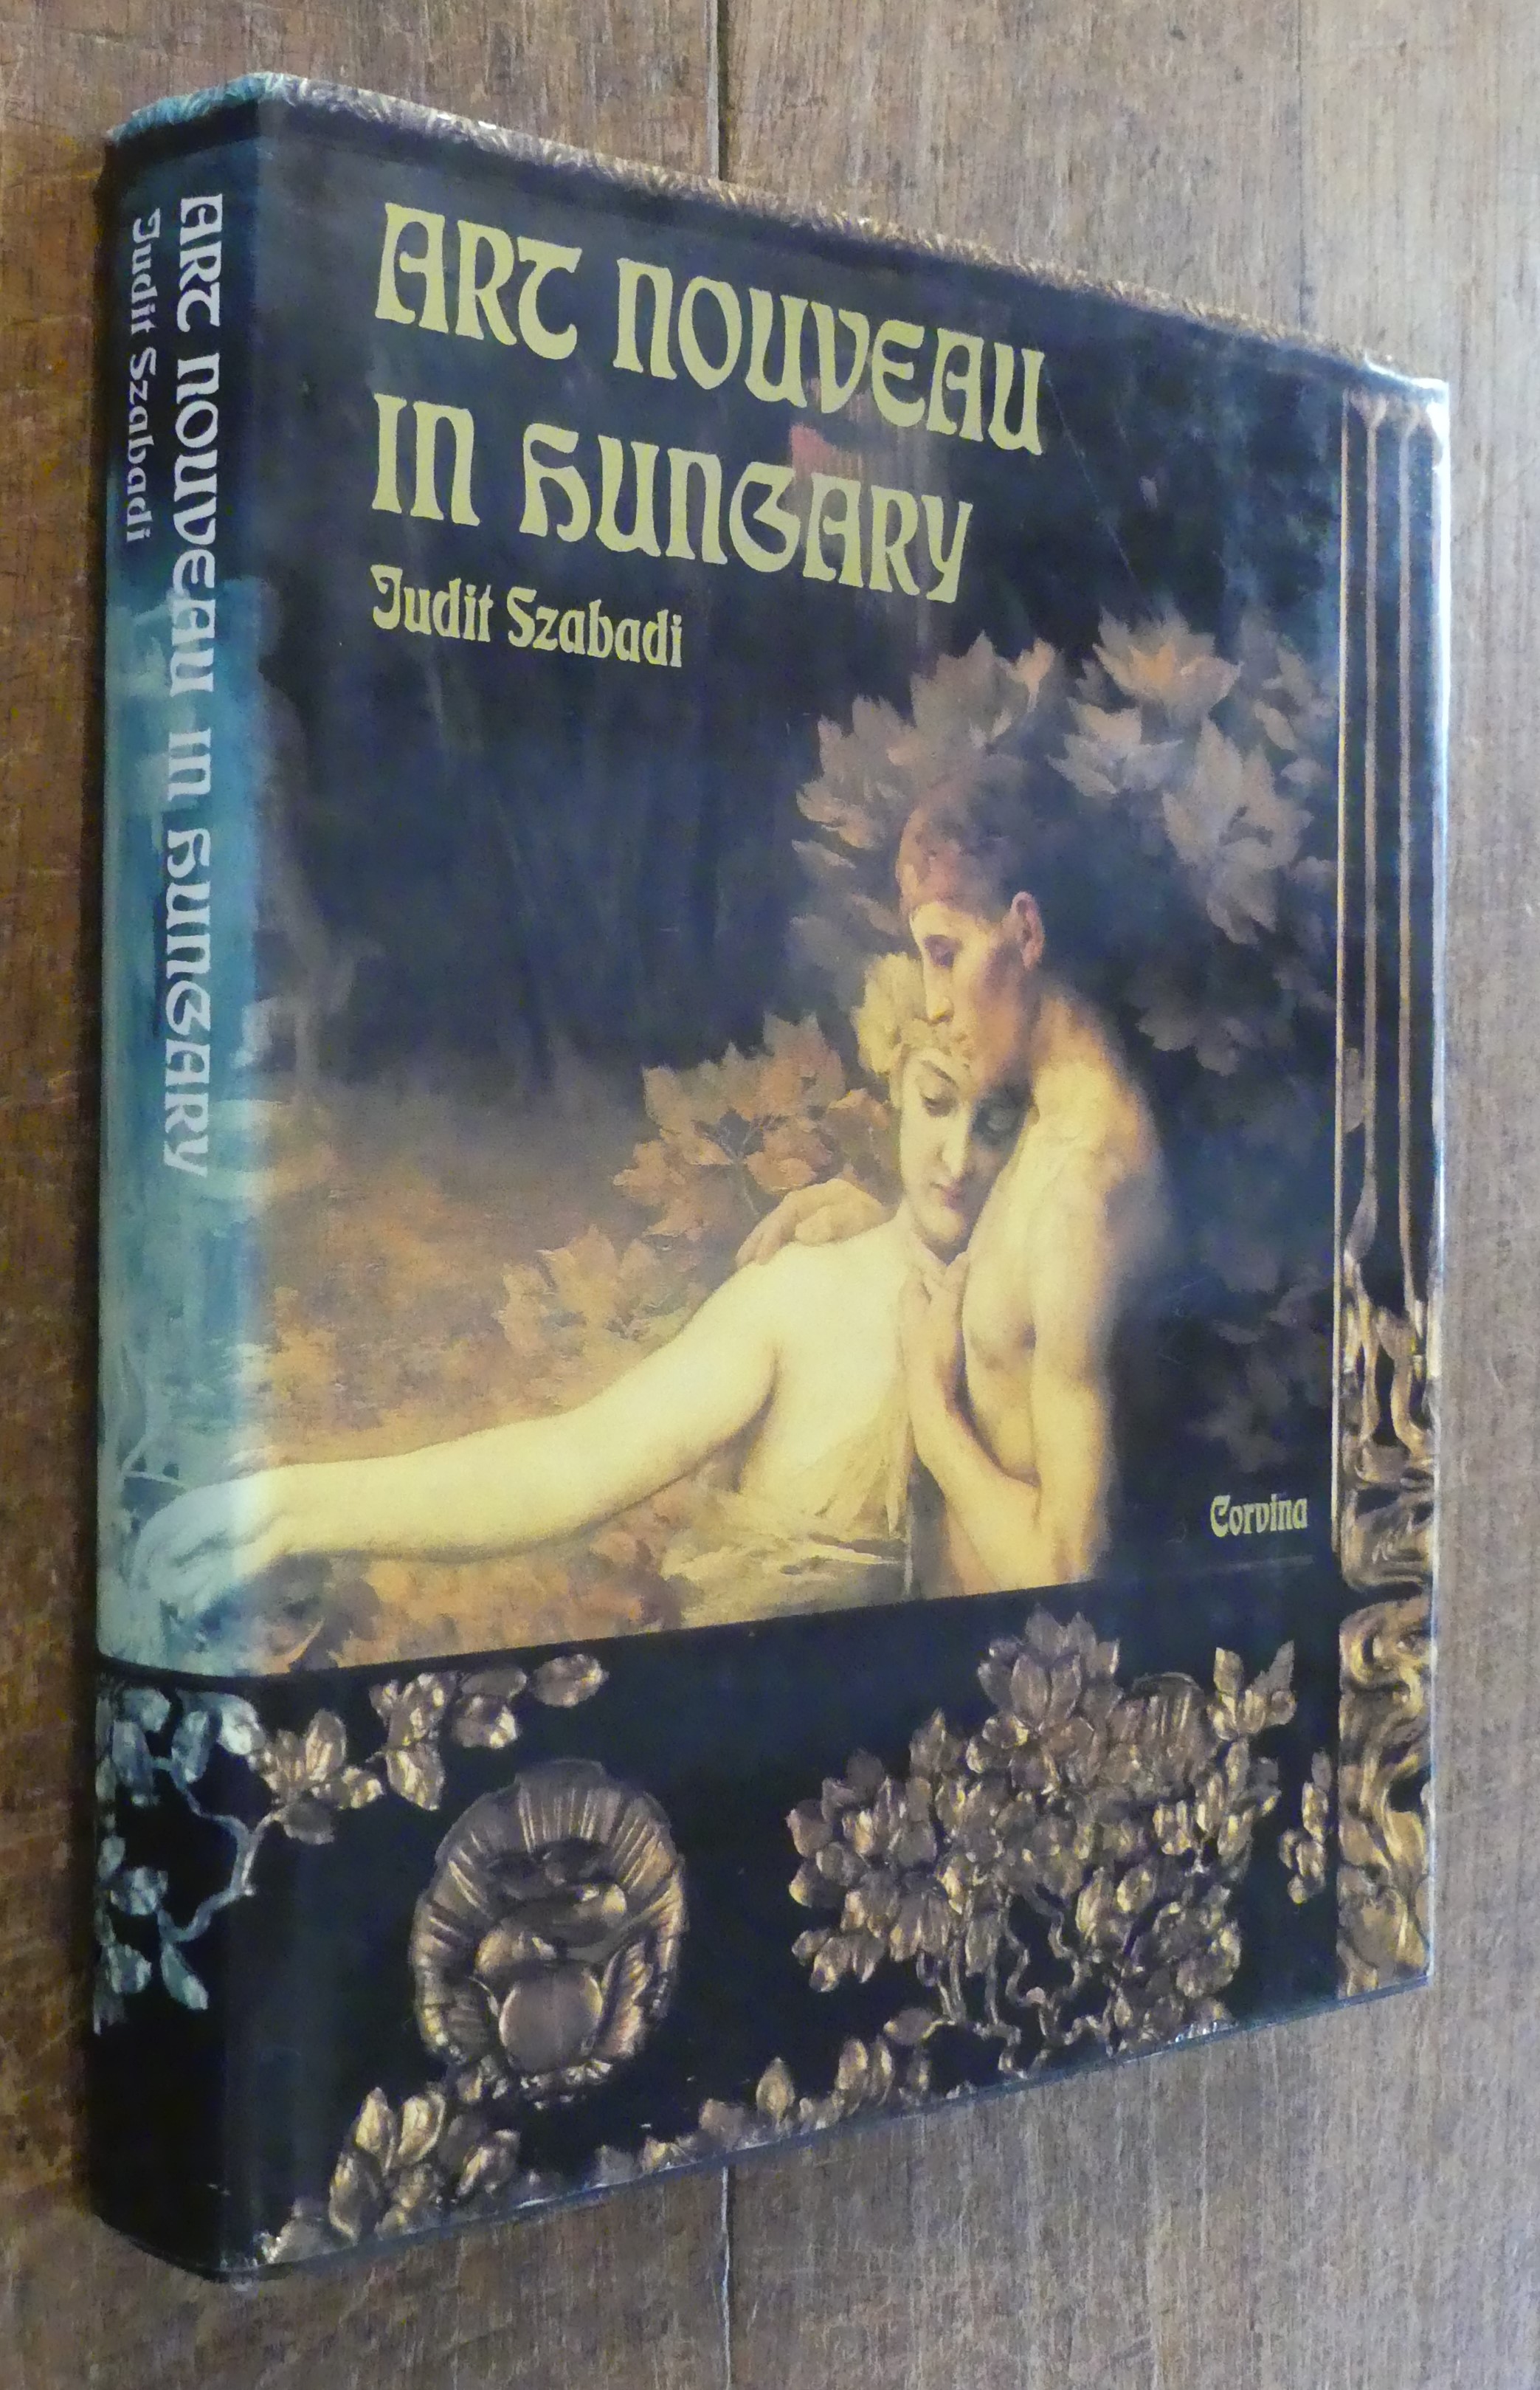 ART NOUVEAU
IN HUNGARY
Judit Szabadi
Corvina
ART NOUVEAU IN HUNGARY
Judit Szabadi